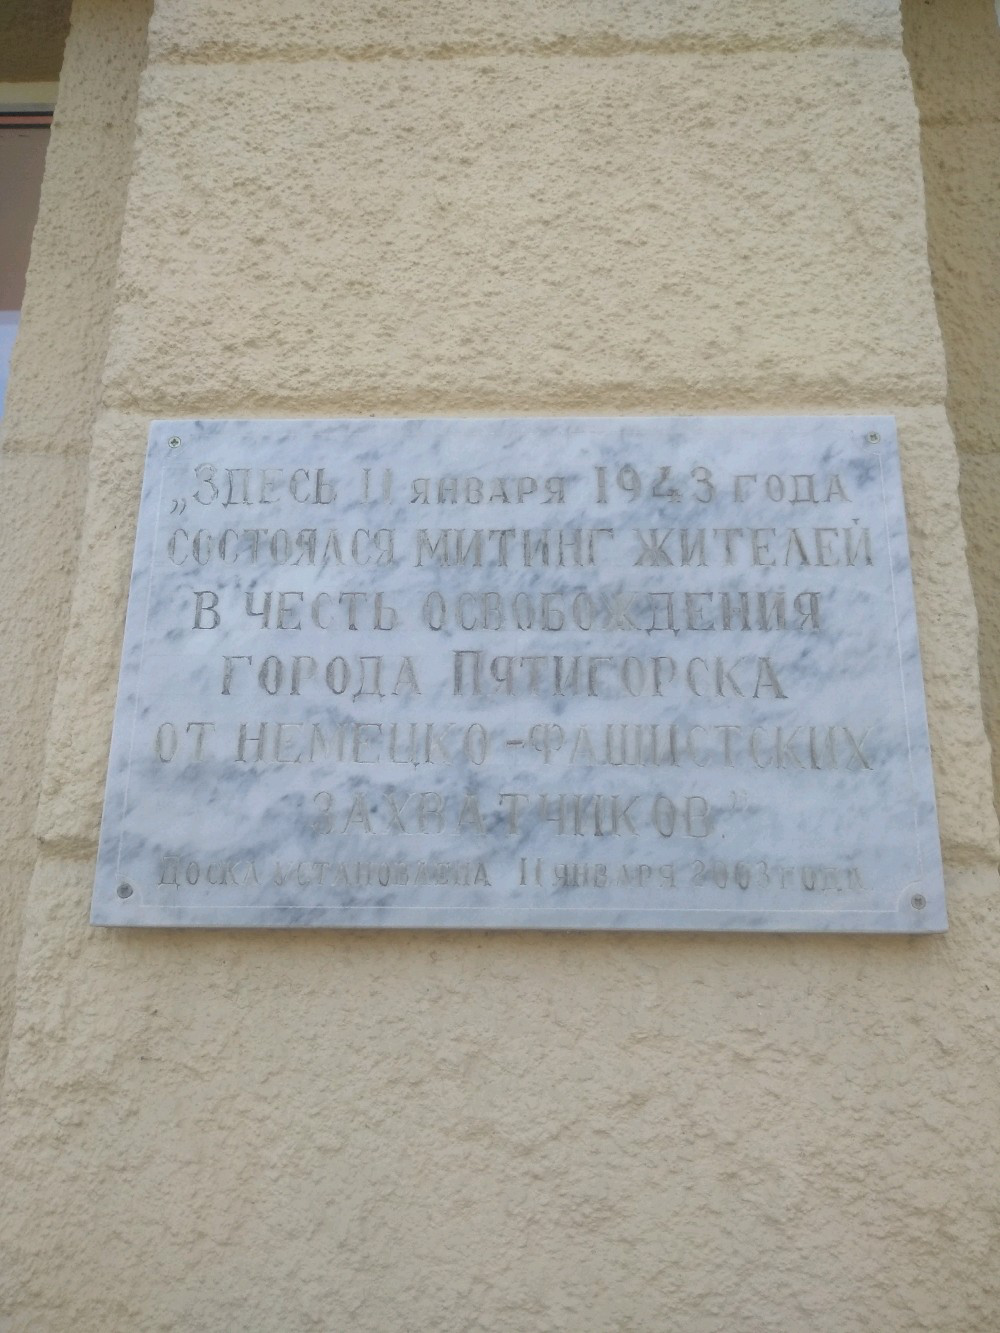 „Здесь 11 января 1943 года
состоялся митинг жителей
в честь освобождения
города Пятигорска
от немецко-фашистских
захватчиков."
Доска установлена 11 января 2003 года.